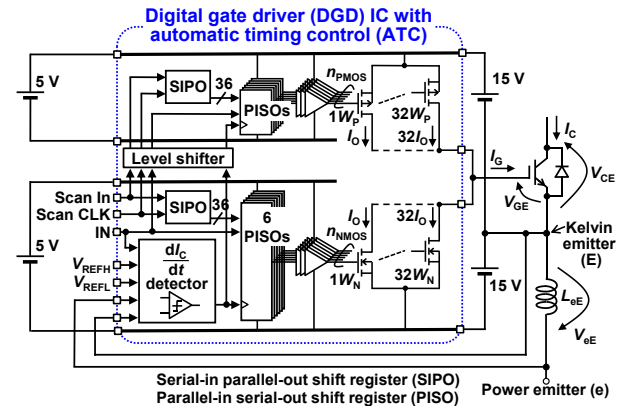 Digital gate driver (DGD) IC with
automatic timing control (ATC)
5 V
SIPO
36
PISOs
nPMOS
1WP
32WP
IO
32IO
15 V
IC
IG
VCE
VGE
Level shifter
Scan In
Scan CLK
IN
SIPO
36
6
PISOs
nNMOS
IO
32IO
1WN
32WN
Kelvin
emitter
(E)
5 V
VREFH
VREFL
dIC
dt
detector
15 V
LeE
VeE
Serial-in parallel-out shift register (SIPO)
Parallel-in serial-out shift register (PISO)
Power emitter (e)